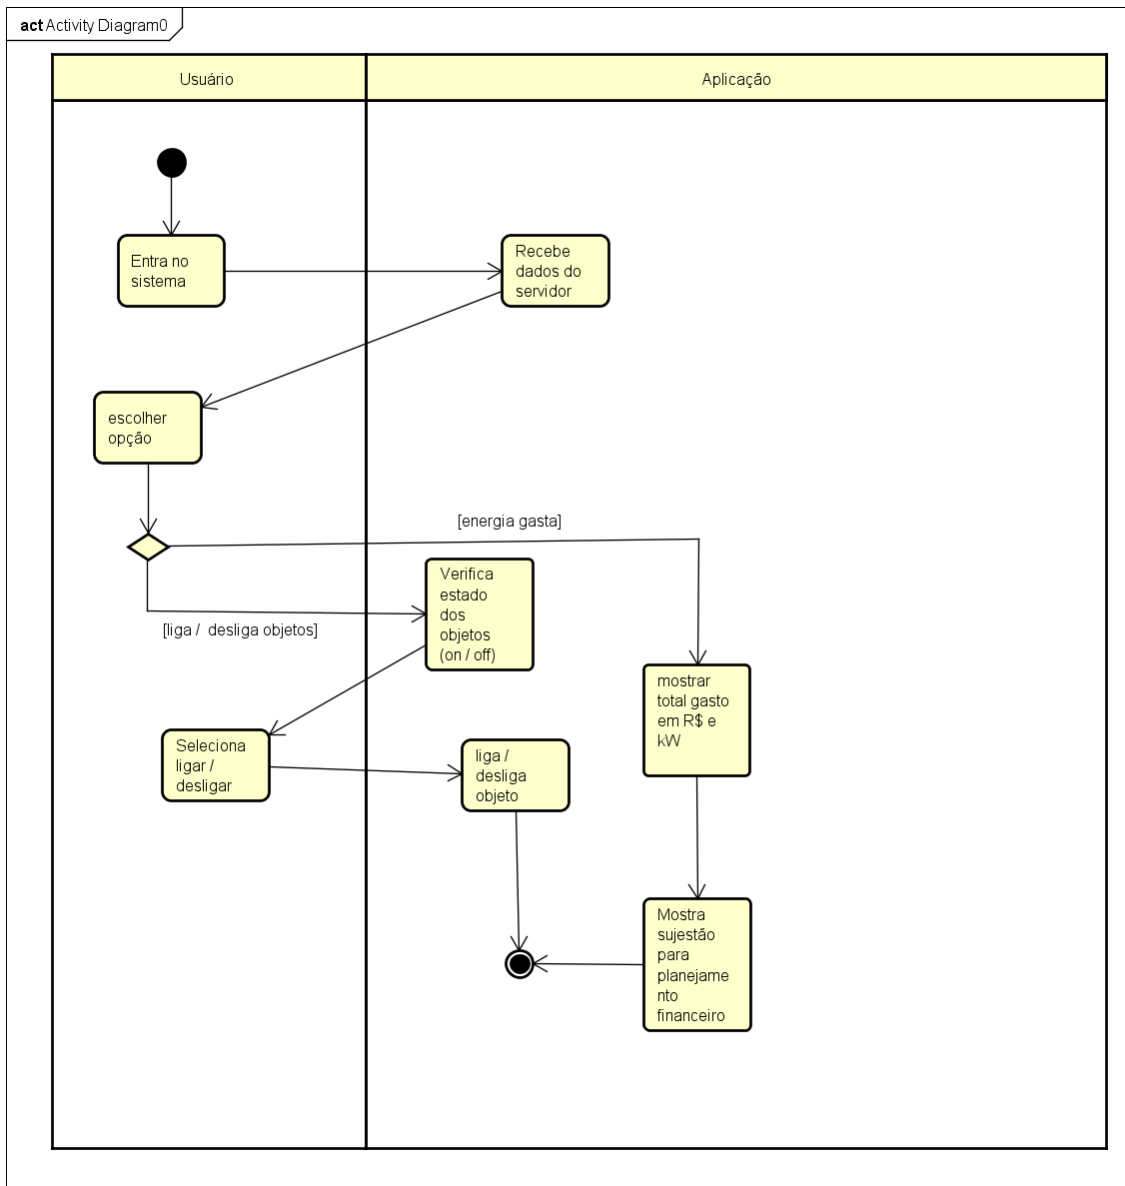 act Activity Diagram0
Usuário
Aplicação
Entra no
sistema
Recebe
dados do
servidor
escolher
opção
[energia gasta]
Verifica
estado
dos
objetos
(on / off)
[liga /  desliga objetos]
mostrar
total gasto
em R$ e
kW
Seleciona
ligar /
desligar
liga /
desliga
objeto
Mostra
sujestão
para
planejame
nto
financeiro